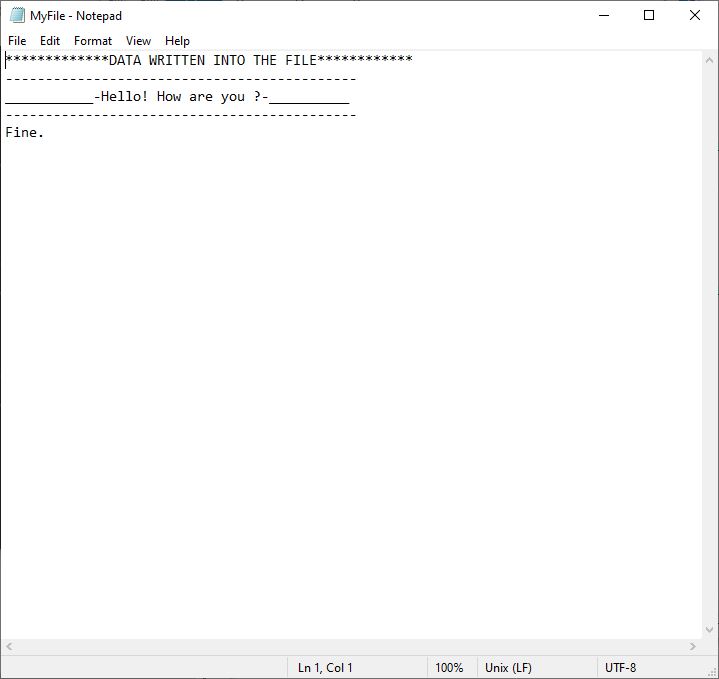 MyFile - Notepad
File Edit Format View Help
*************DATA WRITTEN INTO THE FILE************
--------------------------------------------
___________-Hello! How are you ?-__________
--------------------------------------------
Fine.
Ln 1, Col 1 100% Unix (LF) UTF-8